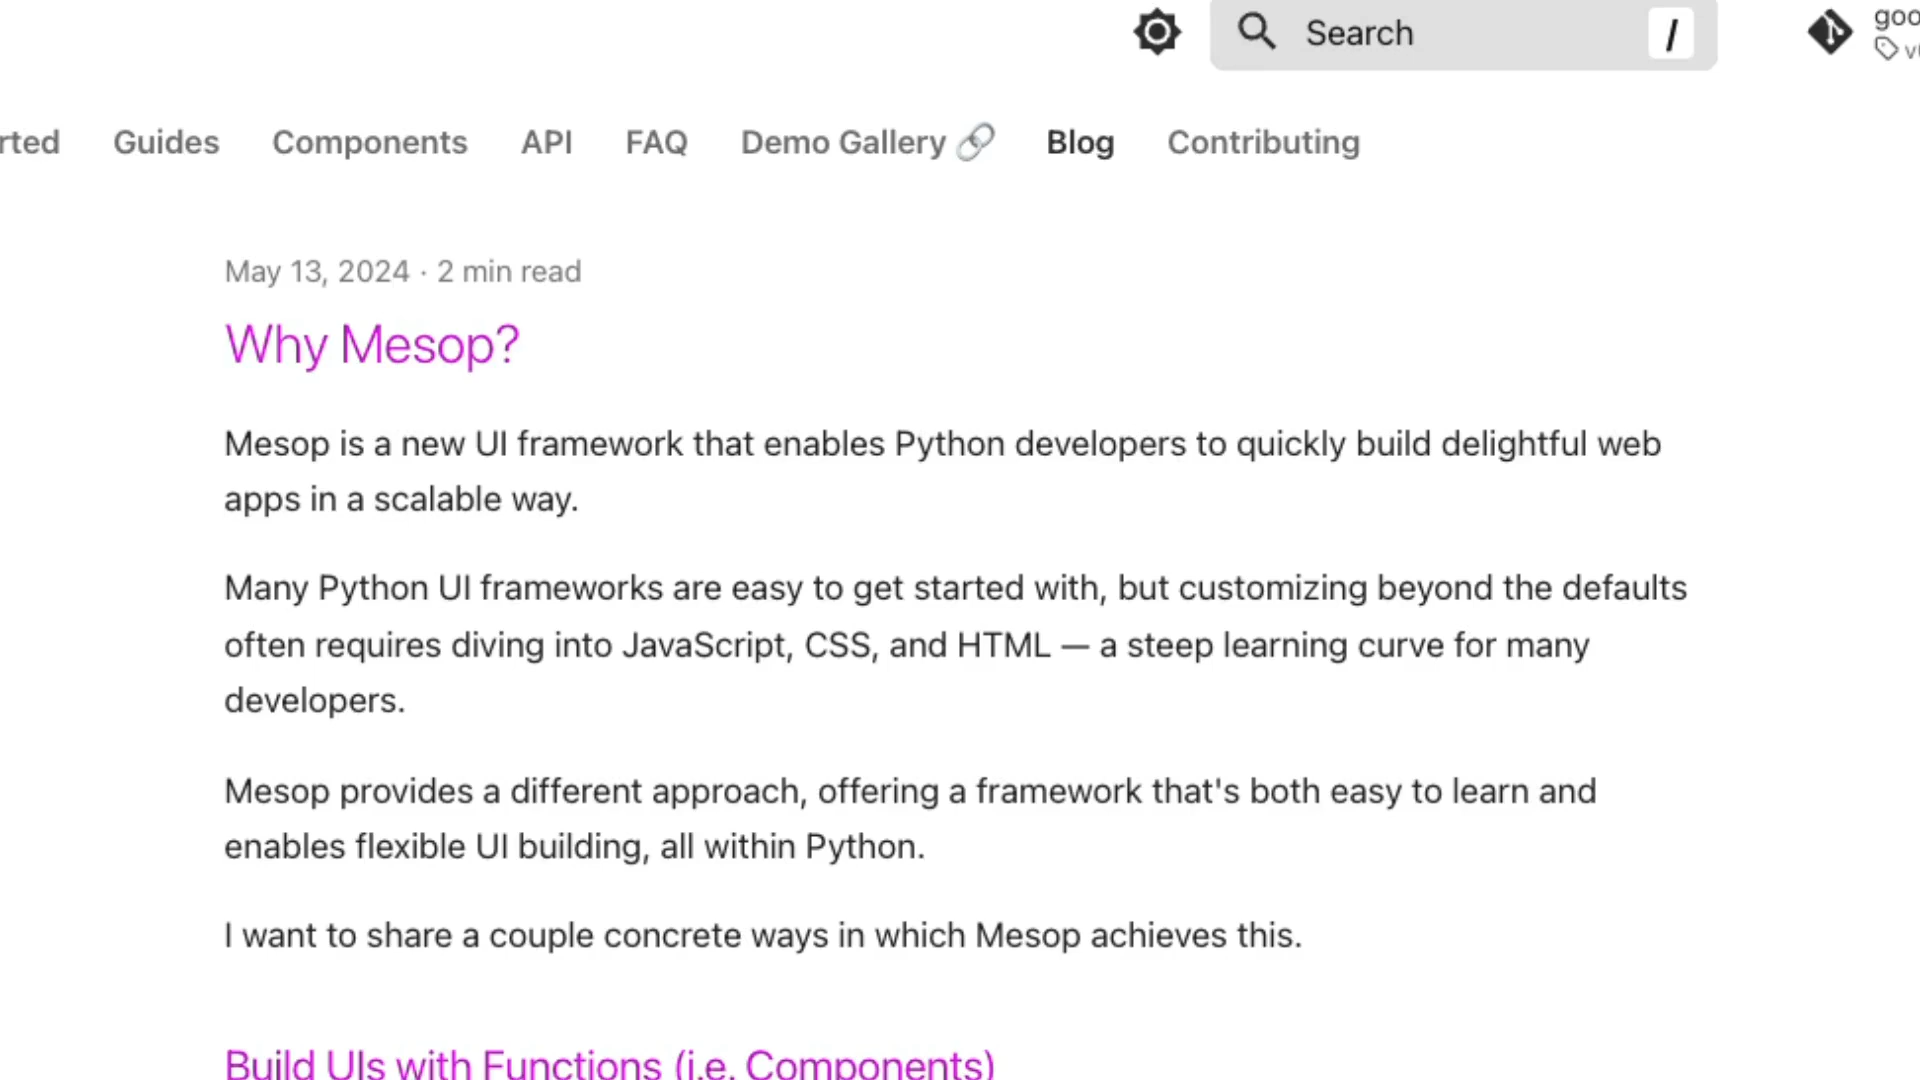 Search /
goo
rted Guides Components API FAQ Demo Gallery Blog Contributing
May 13, 2024 · 2 min read
Why Mesop?
Mesop is a new UI framework that enables Python developers to quickly build delightful web
apps in a scalable way.
Many Python UI frameworks are easy to get started with, but customizing beyond the defaults
often requires diving into JavaScript, CSS, and HTML — a steep learning curve for many
developers.
Mesop provides a different approach, offering a framework that's both easy to learn and
enables flexible UI building, all within Python.
I want to share a couple concrete ways in which Mesop achieves this.
Build UIs with Functions (i.e. Components)